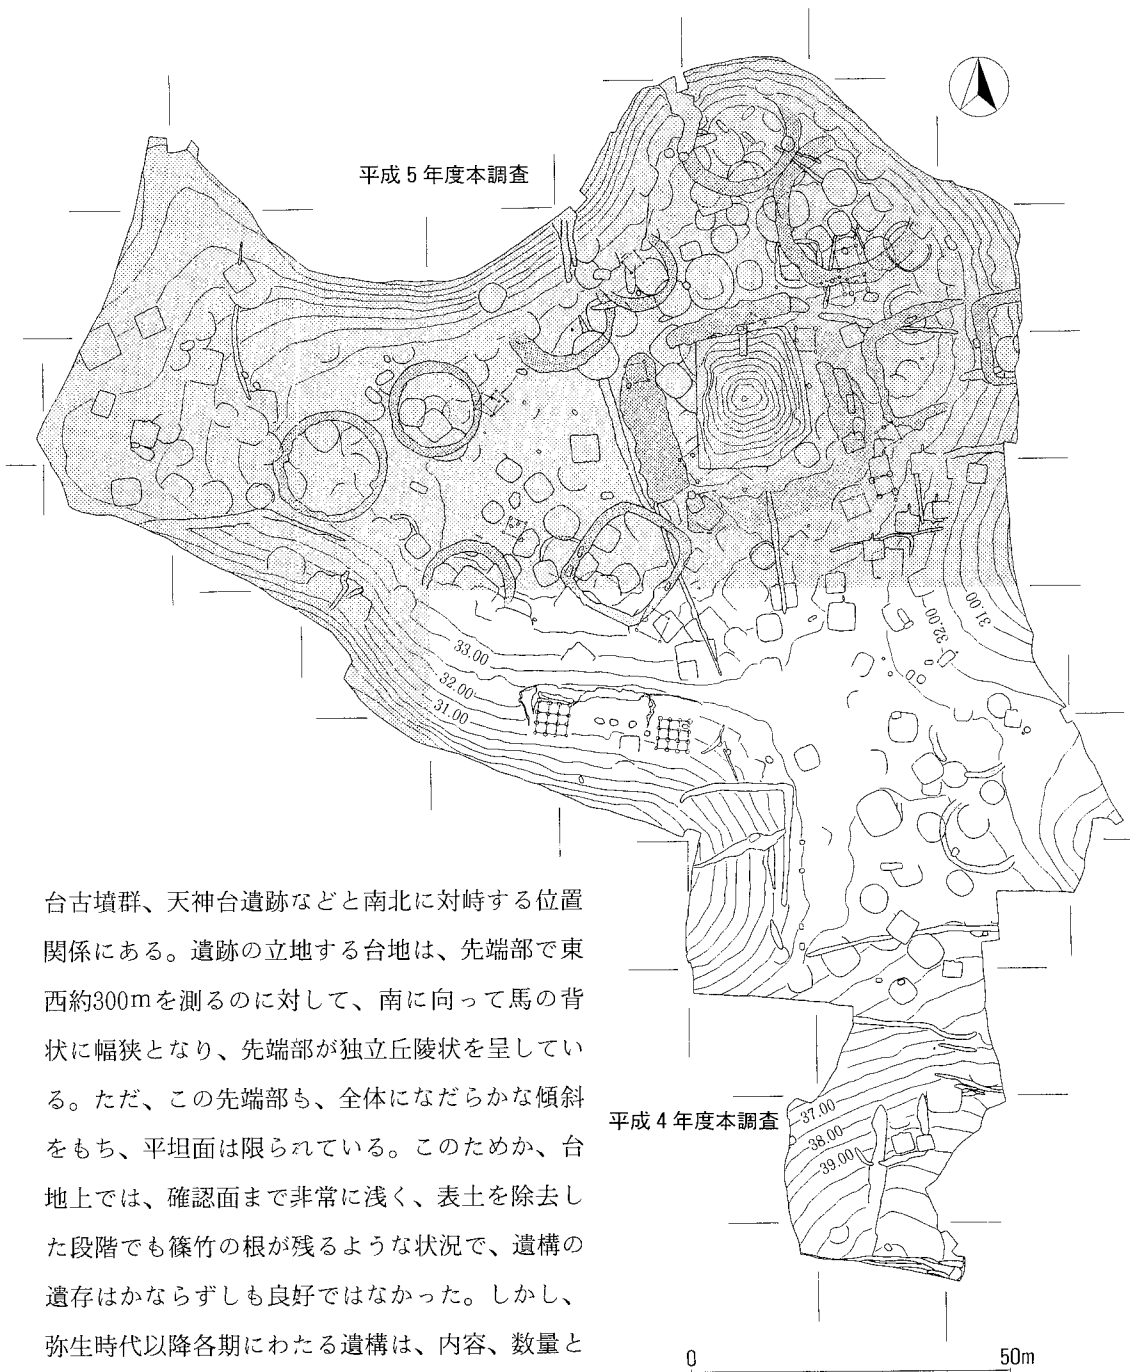 平成５年度本調査
31.00
32.00
33.00
32.00
31.00
台古墳群、天神台遺跡などと南北に対峙する位置
関係にある。遺跡の立地する台地は、先端部で東
西約300mを測るのに対して、南に向って馬の背
状に幅狭となり、先端部が独立丘陵状を呈してい
る。ただ、この先端部も、全体になだらかな傾斜
をもち、平坦面は限られている。このためか、台
地上では、確認面まで非常に浅く、表土を除去し
た段階でも篠竹の根が残るような状況で、遺構の
遺存はかならずしも良好ではなかった。しかし、
弥生時代以降各期にわたる遺構は、内容、数量と
平成４年度本調査
37.00
38.00
39.00
0 50m